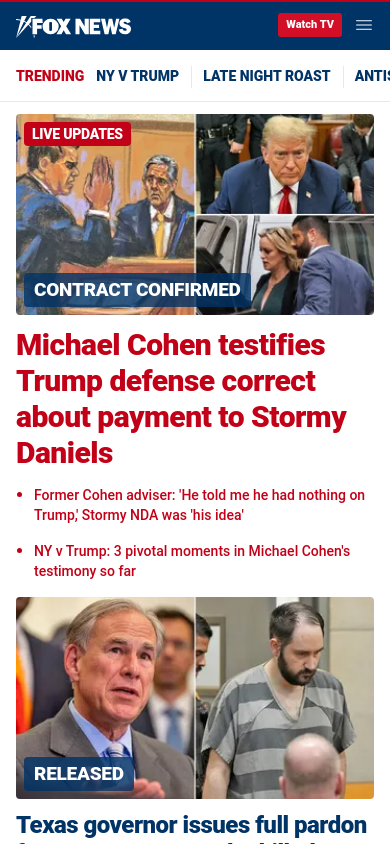 FOX NEWS
Watch TV
TRENDING NY V TRUMP LATE NIGHT ROAST ANTIS
LIVE UPDATES
CONTRACT CONFIRMED
Michael Cohen testifies
Trump defense correct
about payment to Stormy
Daniels
Former Cohen adviser: 'He told me he had nothing on
Trump,' Stormy NDA was 'his idea'
NY v Trump: 3 pivotal moments in Michael Cohen's
testimony so far
RELEASED
Texas governor issues full pardon